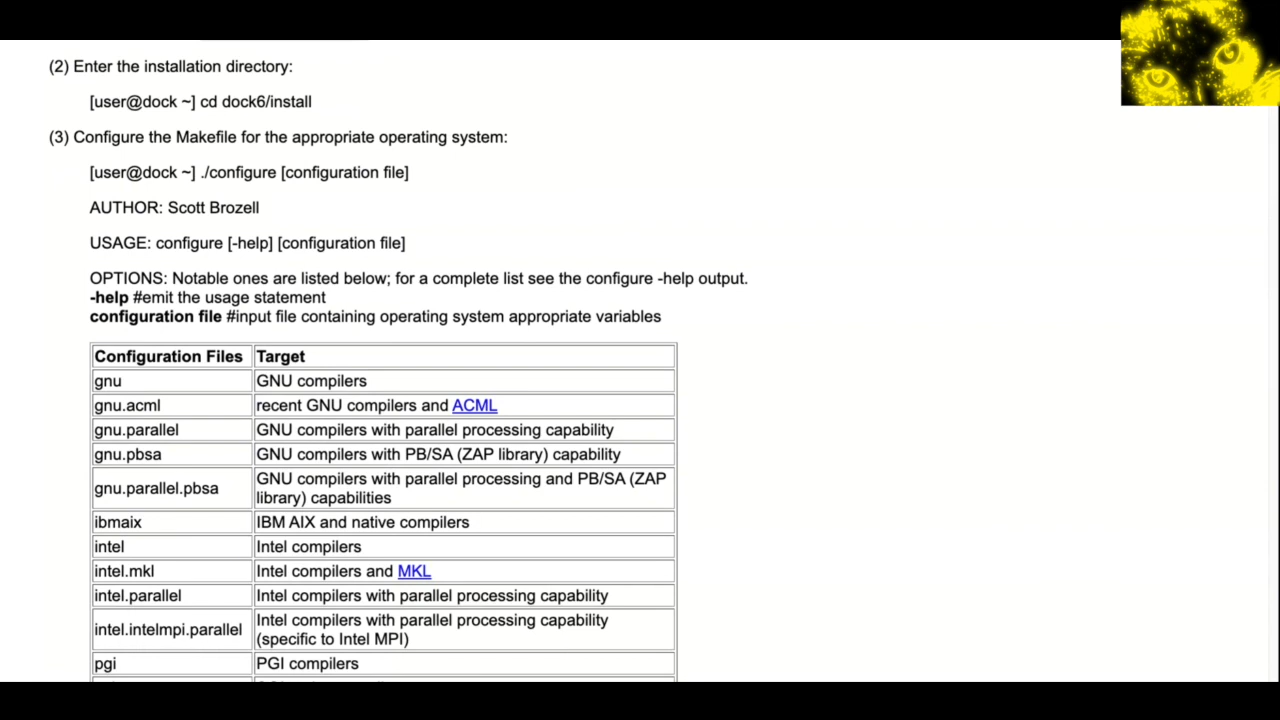 (2) Enter the installation directory:
[user@dock ~] cd dock6/install
(3) Configure the Makefile for the appropriate operating system:
[user@dock ~] ./configure [configuration file]
AUTHOR: Scott Brozell
USAGE: configure [-help] [configuration file]
OPTIONS: Notable ones are listed below; for a complete list see the configure -help output.
-help #emit the usage statement
configuration file #input file containing operating system appropriate variables
Configuration Files Target
gnu GNU compilers
gnu.acml recent GNU compilers and ACML
gnu.parallel GNU compilers with parallel processing capability
gnu.pbsa GNU compilers with PB/SA (ZAP library) capability
gnu.parallel.pbsa GNU compilers with parallel processing and PB/SA (ZAP
library) capabilities
ibmaix IBM AIX and native compilers
intel Intel compilers
intel.mkl Intel compilers and MKL
intel.parallel Intel compilers with parallel processing capability
intel.intelmpi.parallel Intel compilers with parallel processing capability
(specific to Intel MPI)
pgi PGI compilers